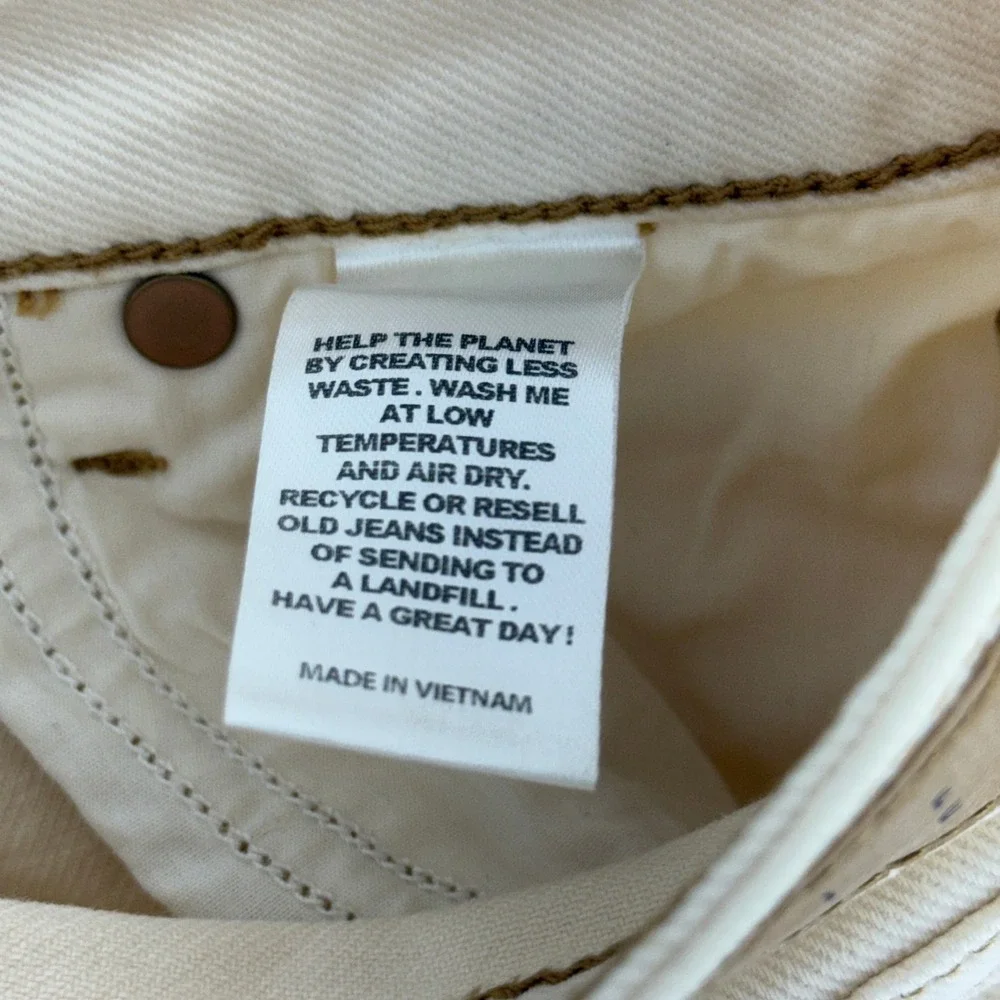 HELP THE PLANET
BY CREATING LESS
WASTE. WASH ME
AT LOW
TEMPERATURES
AND AIR DRY.
RECYCLE OR RESELL
OLD JEANS INSTEAD
OF SENDING TO
A LANDFILL.
HAVE A GREAT DAY!
MADE IN VIETNAM